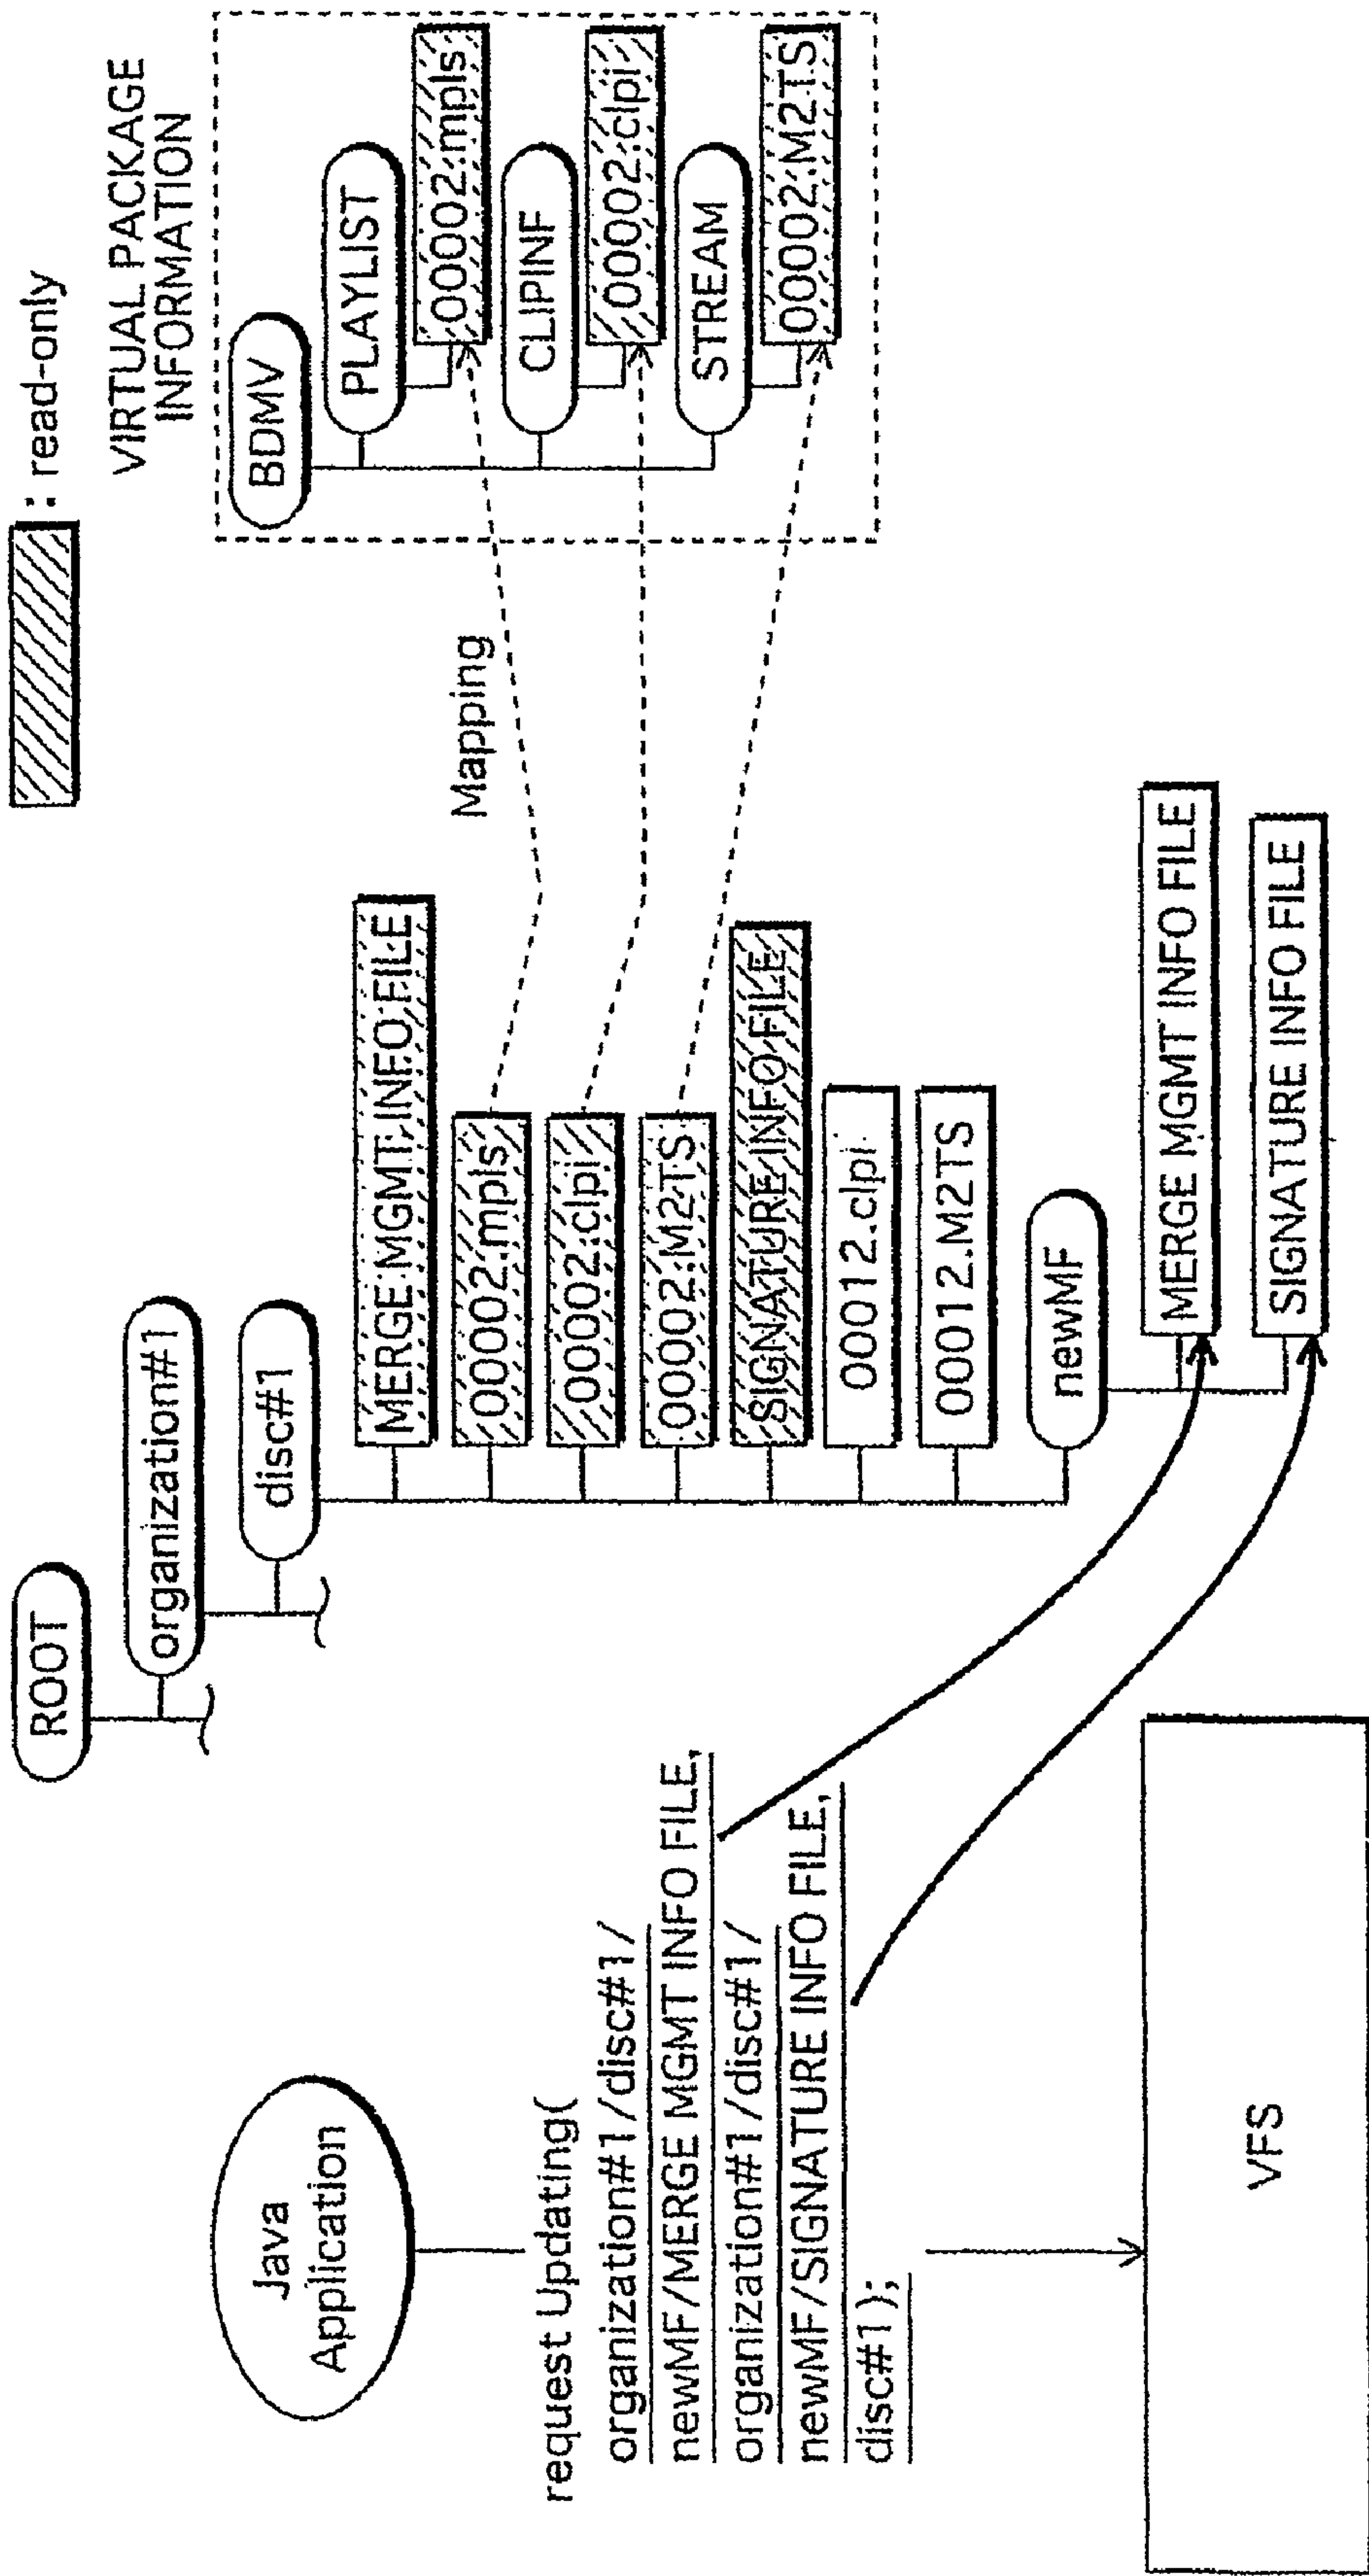 : read-only
Java
Application
request Updating(
organization#1/disc#1/
newMF/MERGE MGMT INFO FILE,
organization#1/disc#1/
newMF/SIGNATURE INFO FILE,
disc#1);
VFS
ROOT
organization#1
disc#1
MERGE MGMT INFO FILE
00002.mpls
00002.clpi
00002.M2TS
SIGNATURE INFO FILE
00012.clpi
00012.M2TS
newMF
MERGE MGMT INFO FILE
SIGNATURE INFO FILE
Mapping
VIRTUAL PACKAGE
INFORMATION
BDMV
PLAYLIST
00002.mpls
CLIPINF
00002.clpi
STREAM
00002.M2TS